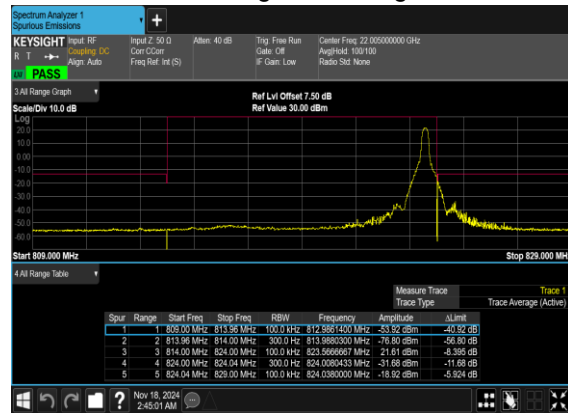 Spectrum Analyzer 1
Spurious Emissions
+
KEYSIGHT Input: RF Input Z: 50 Ω Atten: 40 dB Trig: Free Run Center Freq: 22.005000000 GHz
R T Coupling: DC Corr CCorr Gate: Off Avg|Hold: 100/100
Align: Auto Freq Ref: Int (S) IF Gain: Low Radio Std: None
PASS
3 All Range Graph
Ref Lvl Offset 7.50 dB
Scale/Div 10.0 dB Ref Value 30.00 dBm
Log
20.0
10.0
0.00
-10.0
-20.0
-30.0
-40.0
-50.0
-60.0
Start 809.000 MHz Stop 829.000 MH
4 All Range Table
Measure Trace Trace 1
Trace Type Trace Average (Active)
Spur Range Start Freq Stop Freq RBW Frequency Amplitude ΔLimit
1 1 809.00 MHz 813.96 MHz 100.0 kHz 812.9861400 MHz -53.92 dBm -40.92 dB
2 2 813.96 MHz 814.00 MHz 300.0 Hz 813.9880300 MHz -76.80 dBm -56.80 dB
3 3 814.00 MHz 824.00 MHz 100.0 kHz 823.5666667 MHz 21.61 dBm -8.395 dB
4 4 824.00 MHz 824.04 MHz 300.0 Hz 824.0080433 MHz -31.68 dBm -11.68 dB
5 5 824.04 MHz 829.00 MHz 100.0 kHz 824.0380000 MHz -18.92 dBm -5.924 dB
? Nov 18, 2024
2:45:01 AM